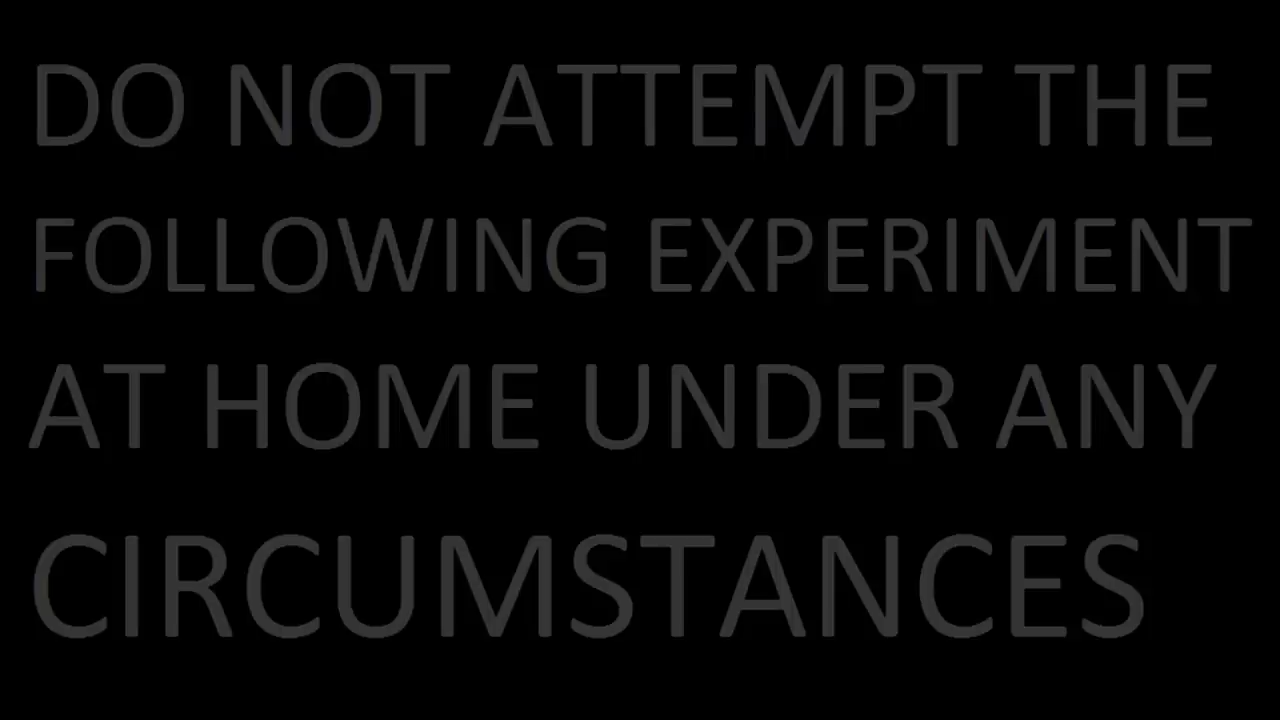 DO NOT ATTEMPT THE
FOLLOWING EXPERIMENT
AT HOME UNDER ANY
CIRCUMSTANCES